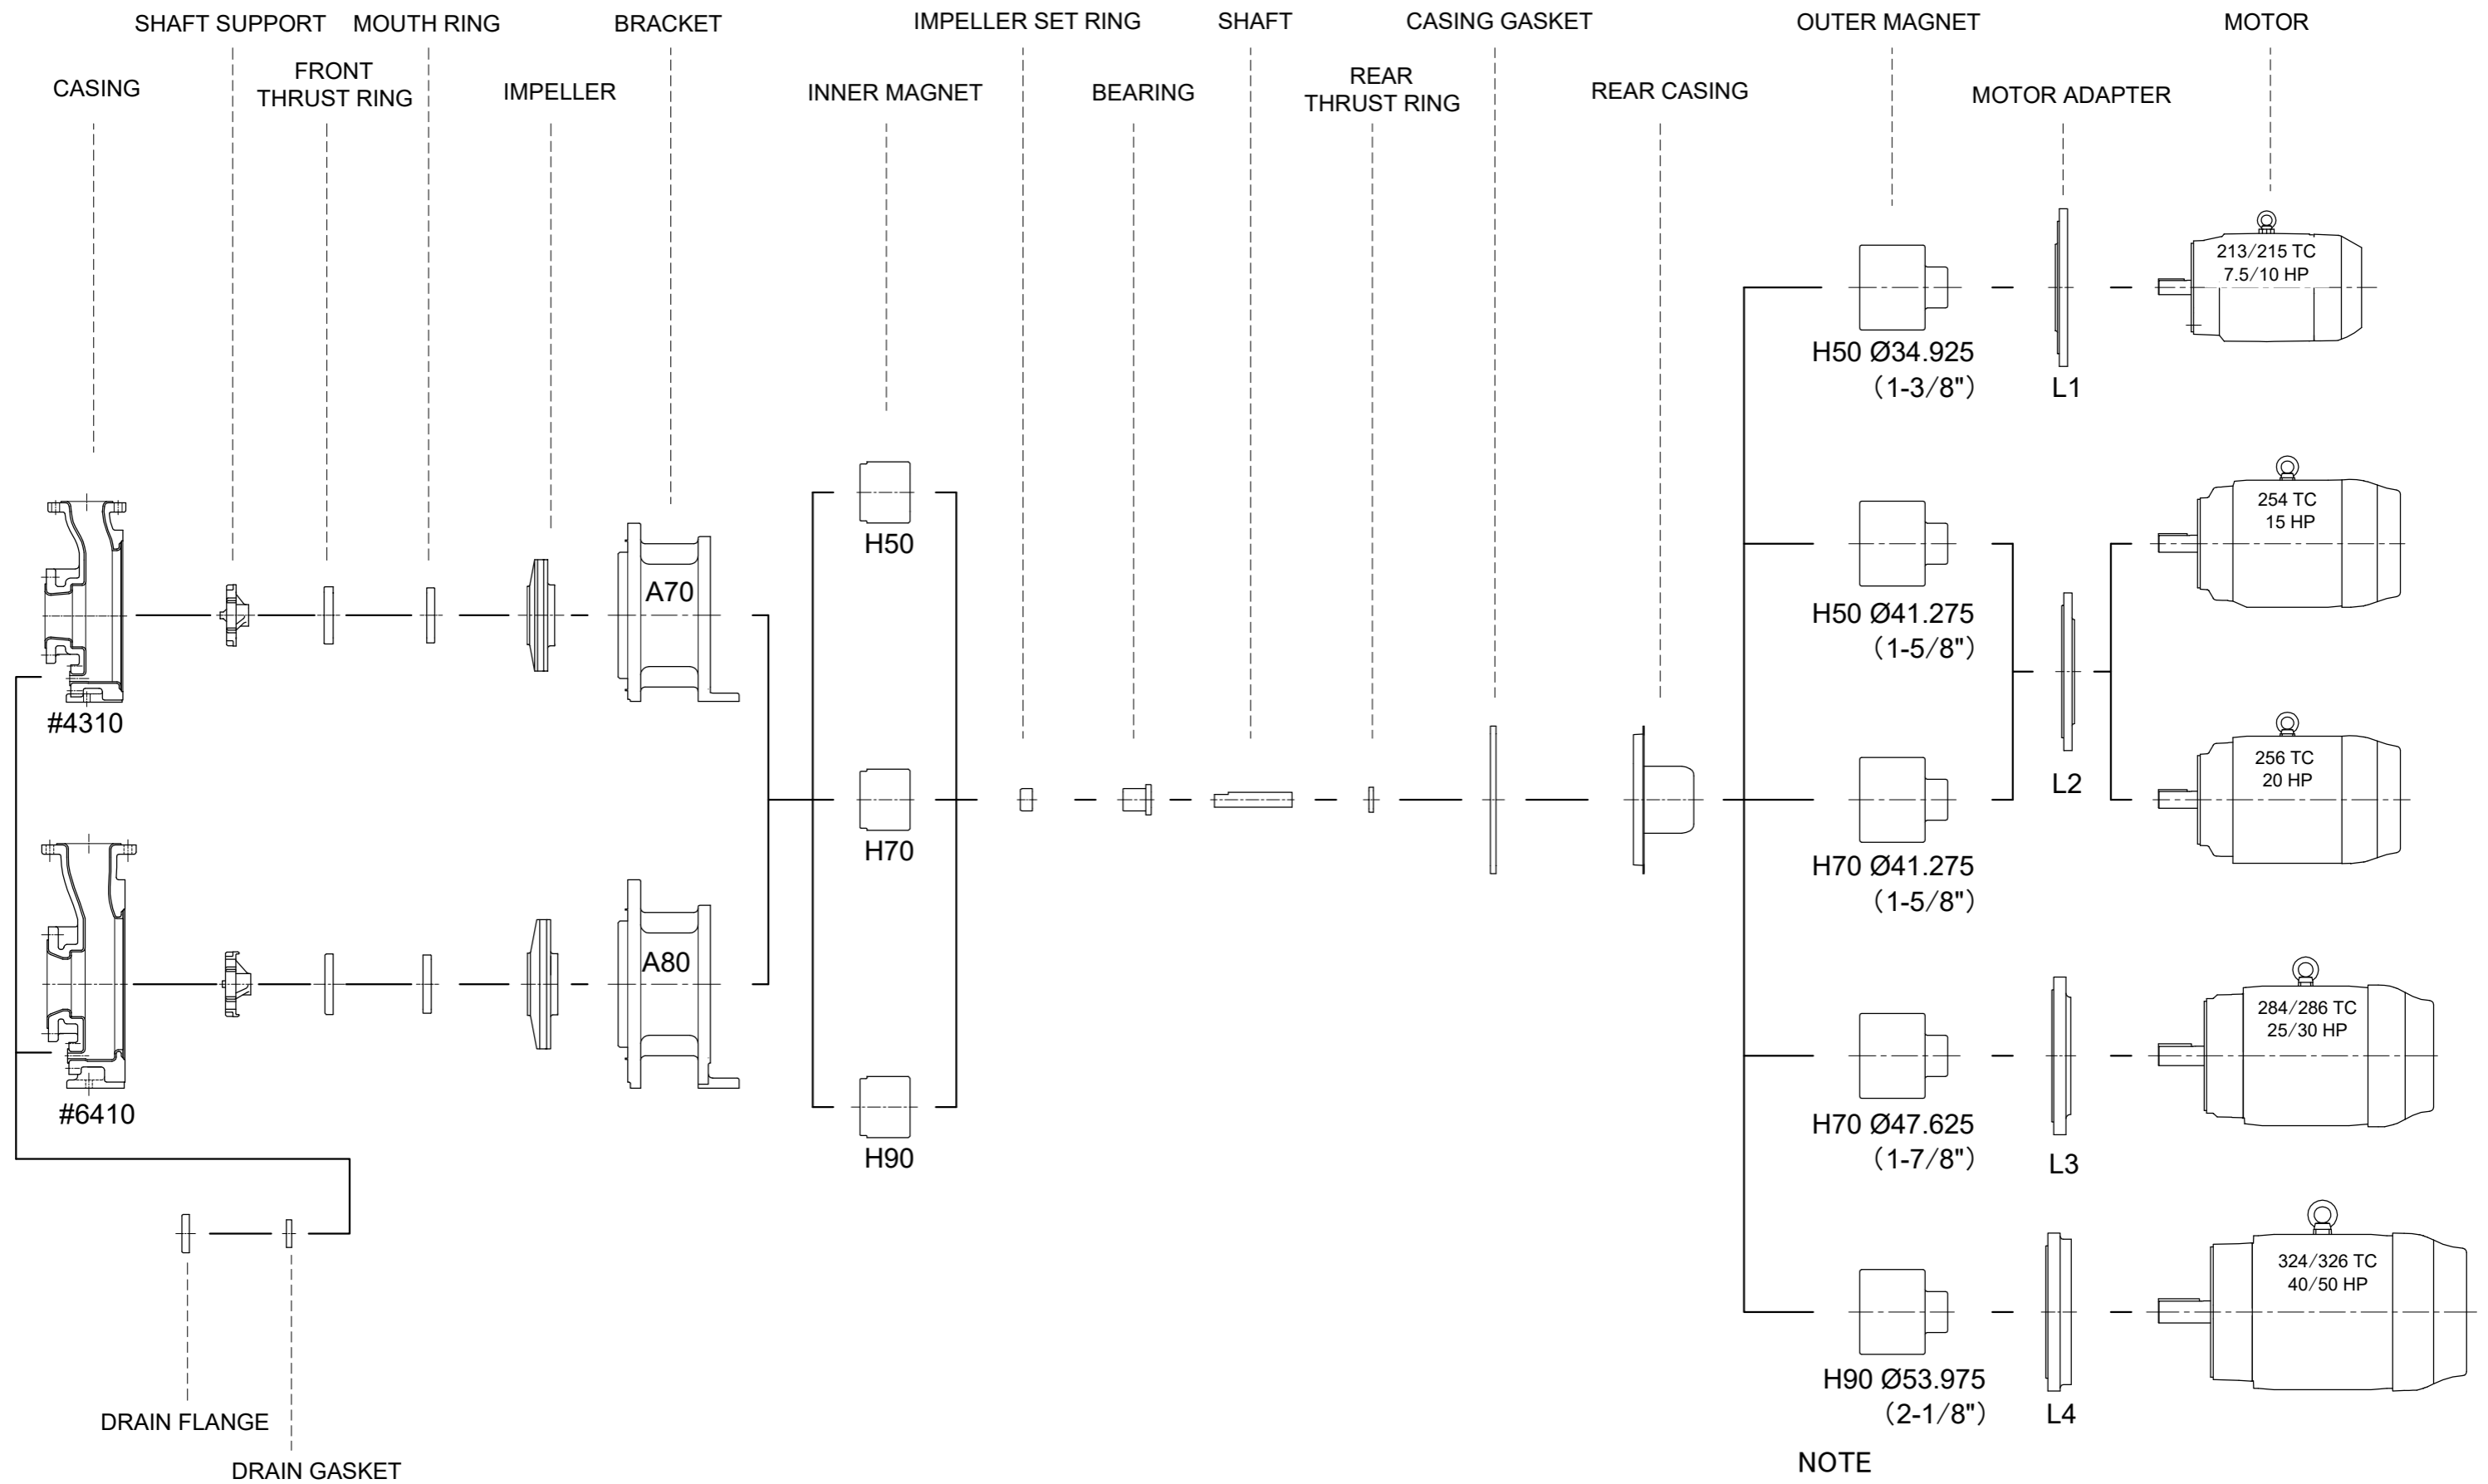 SHAFT SUPPORT
MOUTH RING
BRACKET
IMPELLER SET RING
SHAFT
CASING GASKET
OUTER MAGNET
MOTOR
CASING
FRONT
THRUST RING
IMPELLER
INNER MAGNET
BEARING
REAR
THRUST RING
REAR CASING
MOTOR ADAPTER
213/215 TC
7.5/10 HP
H50 Ø34.925
(1-3/8")
L1
254 TC
15 HP
H50
A70
H50 Ø41.275
(1-5/8")
#4310
256 TC
20 HP
L2
H70
H70 Ø41.275
(1-5/8")
A80
284/286 TC
25/30 HP
#6410
H70 Ø47.625
(1-7/8")
H90
L3
324/326 TC
40/50 HP
H90 Ø53.975
(2-1/8")
L4
DRAIN FLANGE
DRAIN GASKET
NOTE